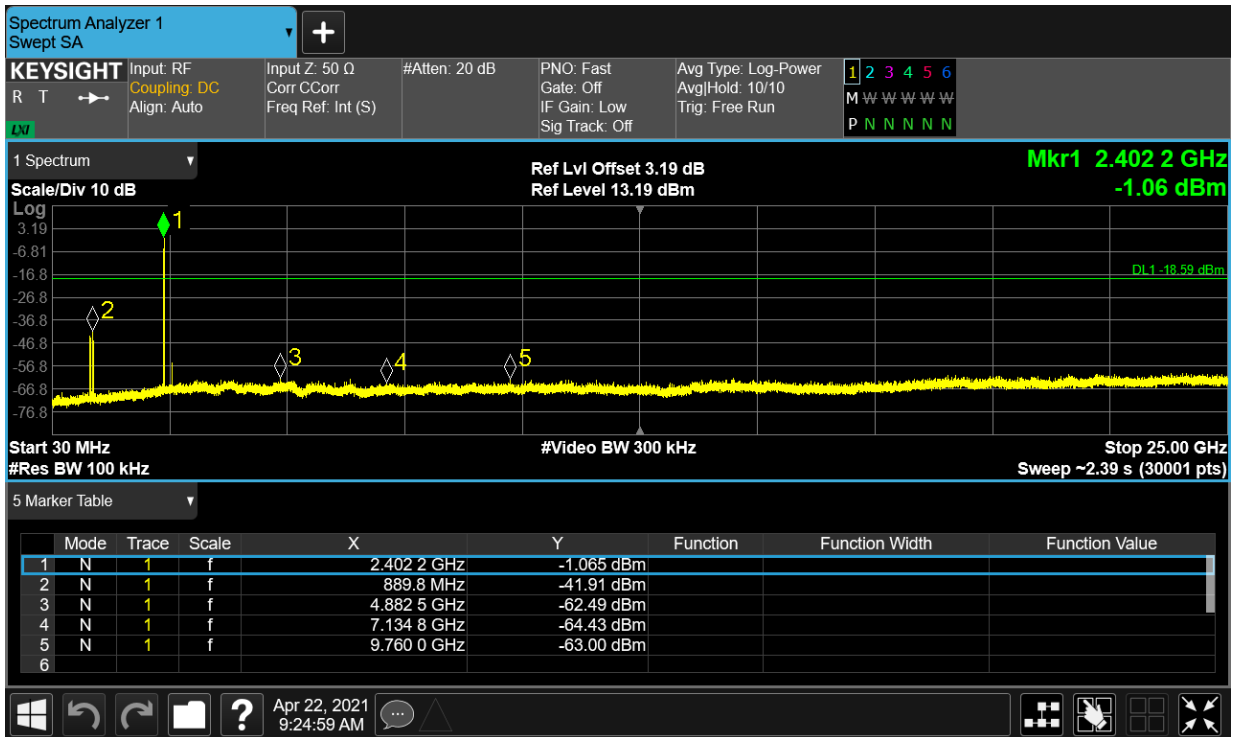 Spectrum Analyzer 1
Swept SA
KEYSIGHT
R T
LXI
Input: RF
Coupling: DC
Align: Auto
Input Z: 50 Ω
Corr CCorr
Freq Ref: Int (S)
#Atten: 20 dB
PNO: Fast
Gate: Off
IF Gain: Low
Sig Track: Off
Avg Type: Log-Power
Avg|Hold: 10/10
Trig: Free Run
1 2 3 4 5 6
M W W W W W
P N N N N N
1 Spectrum
Scale/Div 10 dB
Ref Lvl Offset 3.19 dB
Ref Level 13.19 dBm
Mkr1 2.402 2 GHz
-1.06 dBm
Log
3.19
-6.81
-16.8
-26.8
-36.8
-46.8
-56.8
-66.8
-76.8
1
2
3
4
5
DL1 -18.59 dBm
Start 30 MHz
#Res BW 100 kHz
#Video BW 300 kHz
Stop 25.00 GHz
Sweep ~2.39 s (30001 pts)
5 Marker Table
Mode Trace Scale X Y Function Function Width Function Value
1 N 1 f 2.402 2 GHz -1.065 dBm
2 N 1 f 889.8 MHz -41.91 dBm
3 N 1 f 4.882 5 GHz -62.49 dBm
4 N 1 f 7.134 8 GHz -64.43 dBm
5 N 1 f 9.760 0 GHz -63.00 dBm
6
?
Apr 22, 2021
9:24:59 AM